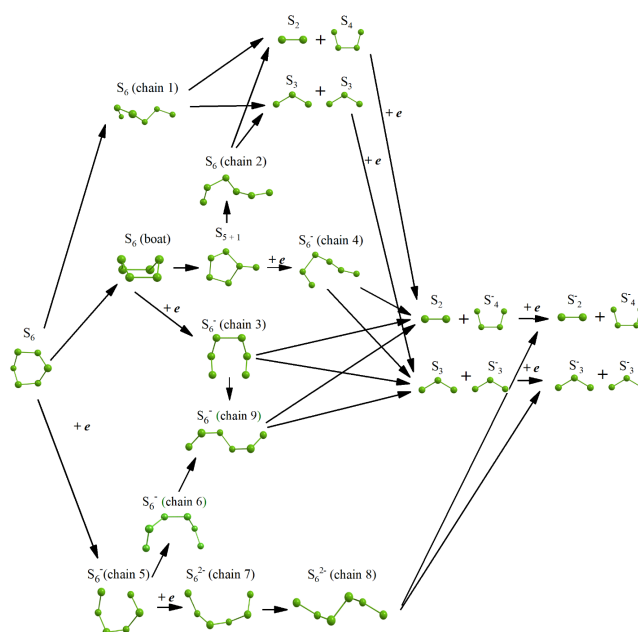 S₂ + S₄
S₆ (chain 1)
S₃ S₃
+
+ e
+ e
S₆ (chain 2)
S₆ (boat)
S₅₊₁
+ e
S₆⁻ (chain 4)
+ e
S₂ S⁻₄ S⁻₂ S⁻₄
+ + e +
S₆
S₆⁻ (chain 3)
S₃ S⁻₃ S⁻₃ S⁻₃
+ + e +
S₆⁻ (chain 9)
+ e
S₆⁻ (chain 6)
S₆⁻(chain 5)
+ e
S₆²⁻ (chain 7)
S₆²⁻ (chain 8)